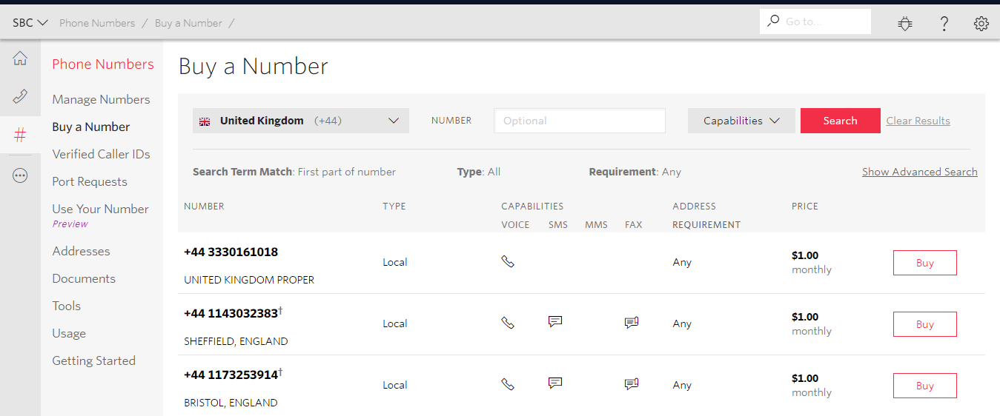 SBC Phone Numbers / Buy a Number / Go to...
Phone Numbers
Manage Numbers
Buy a Number
Verified Caller IDs
Port Requests
Use Your Number
Preview
Addresses
Documents
Tools
Usage
Getting Started
Buy a Number
United Kingdom (+44) NUMBER Optional Capabilities Search Clear Results
Search Term Match: First part of number Type: All Requirement: Any Show Advanced Search
NUMBER TYPE CAPABILITIES ADDRESS PRICE
VOICE SMS MMS FAX REQUIREMENT
+44 3330161018
UNITED KINGDOM PROPER
Local Any $1.00 monthly Buy
+44 1143032383†
SHEFFIELD, ENGLAND
Local Any $1.00 monthly Buy
+44 1173253914†
BRISTOL, ENGLAND
Local Any $1.00 monthly Buy